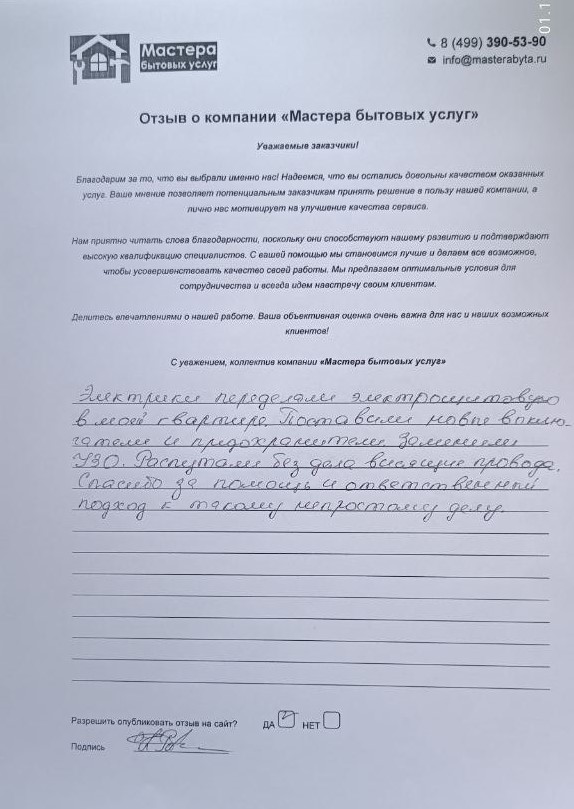 01.1
Мастера
бытовых услуг
8 (499) 390-53-90
info@masterabyta.ru
Отзыв о компании «Мастера бытовых услуг»
Уважаемые заказчики!
Благодарим за то, что вы выбрали именно нас! Надеемся, что вы остались довольны качеством оказанных
услуг. Ваше мнение позволяет потенциальным заказчикам принять решение в пользу нашей компании, а
лично нас мотивирует на улучшение качества сервиса.
Нам приятно читать слова благодарности, поскольку они способствуют нашему развитию и подтверждают
высокую квалификацию специалистов. С вашей помощью мы становимся лучше и делаем все возможное,
чтобы усовершенствовать качество своей работы. Мы предлагаем оптимальные условия для
сотрудничества и всегда идем навстречу своим клиентам.
Делитесь впечатлениями о нашей работе. Ваша объективная оценка очень важна для нас и наших возможных
клиентов!
С уважением, коллектив компании «Мастера бытовых услуг»
Электрики переделали электрощитовую
в моей квартире. Поставили новые вклю-
чатели и предохранители. Заменили
УЗО. Распутали без дела висящие провода.
Спасибо за помощь и ответственный
подход к такому непростому делу.
Разрешить опубликовать отзыв на сайт? ДА НЕТ
Подпись